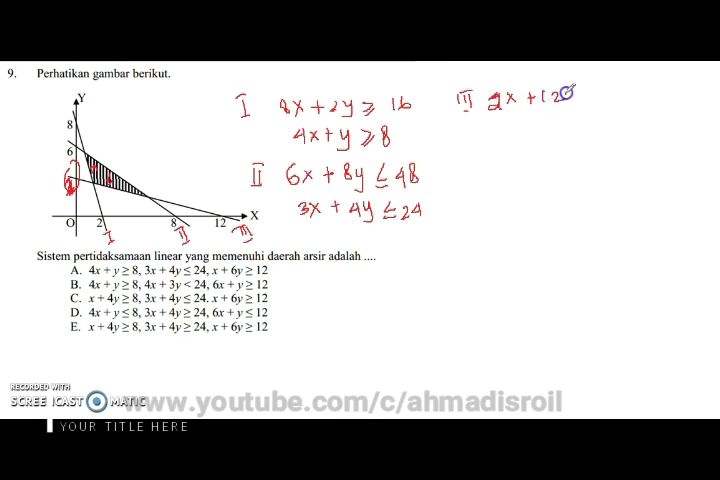 9. Perhatikan gambar berikut.
Y
8
6
2
O 2 8 12 X
I II III
I 8x + 2y ≥ 16
4x + y ≥ 8
II 6x + 8y ≤ 48
3x + 4y ≤ 24
III 2x + 12
Sistem pertidaksamaan linear yang memenuhi daerah arsir adalah ....
A. 4x + y ≥ 8, 3x + 4y ≤ 24, x + 6y ≥ 12
B. 4x + y ≥ 8, 4x + 3y < 24, 6x + y ≥ 12
C. x + 4y ≥ 8, 3x + 4y ≤ 24. x + 6y ≥ 12
D. 4x + y ≤ 8, 3x + 4y ≥ 24, 6x + y ≤ 12
E. x + 4y ≥ 8, 3x + 4y ≥ 24, x + 6y ≥ 12
RECORDED WITH
SCREENCAST MATIC
www.youtube.com/c/ahmadisroil
YOUR TITLE HERE